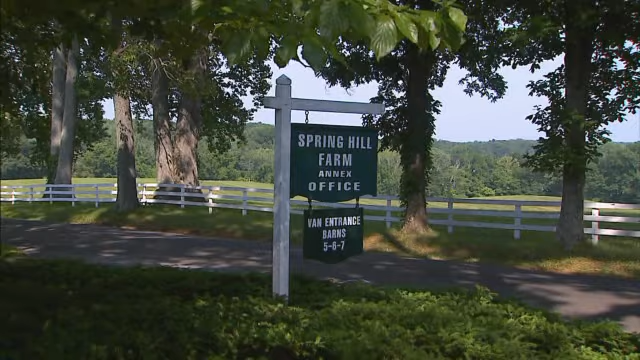 SPRING HILL
FARM
ANNEX
OFFICE
VAN ENTRANCE
BARNS
5-6-7